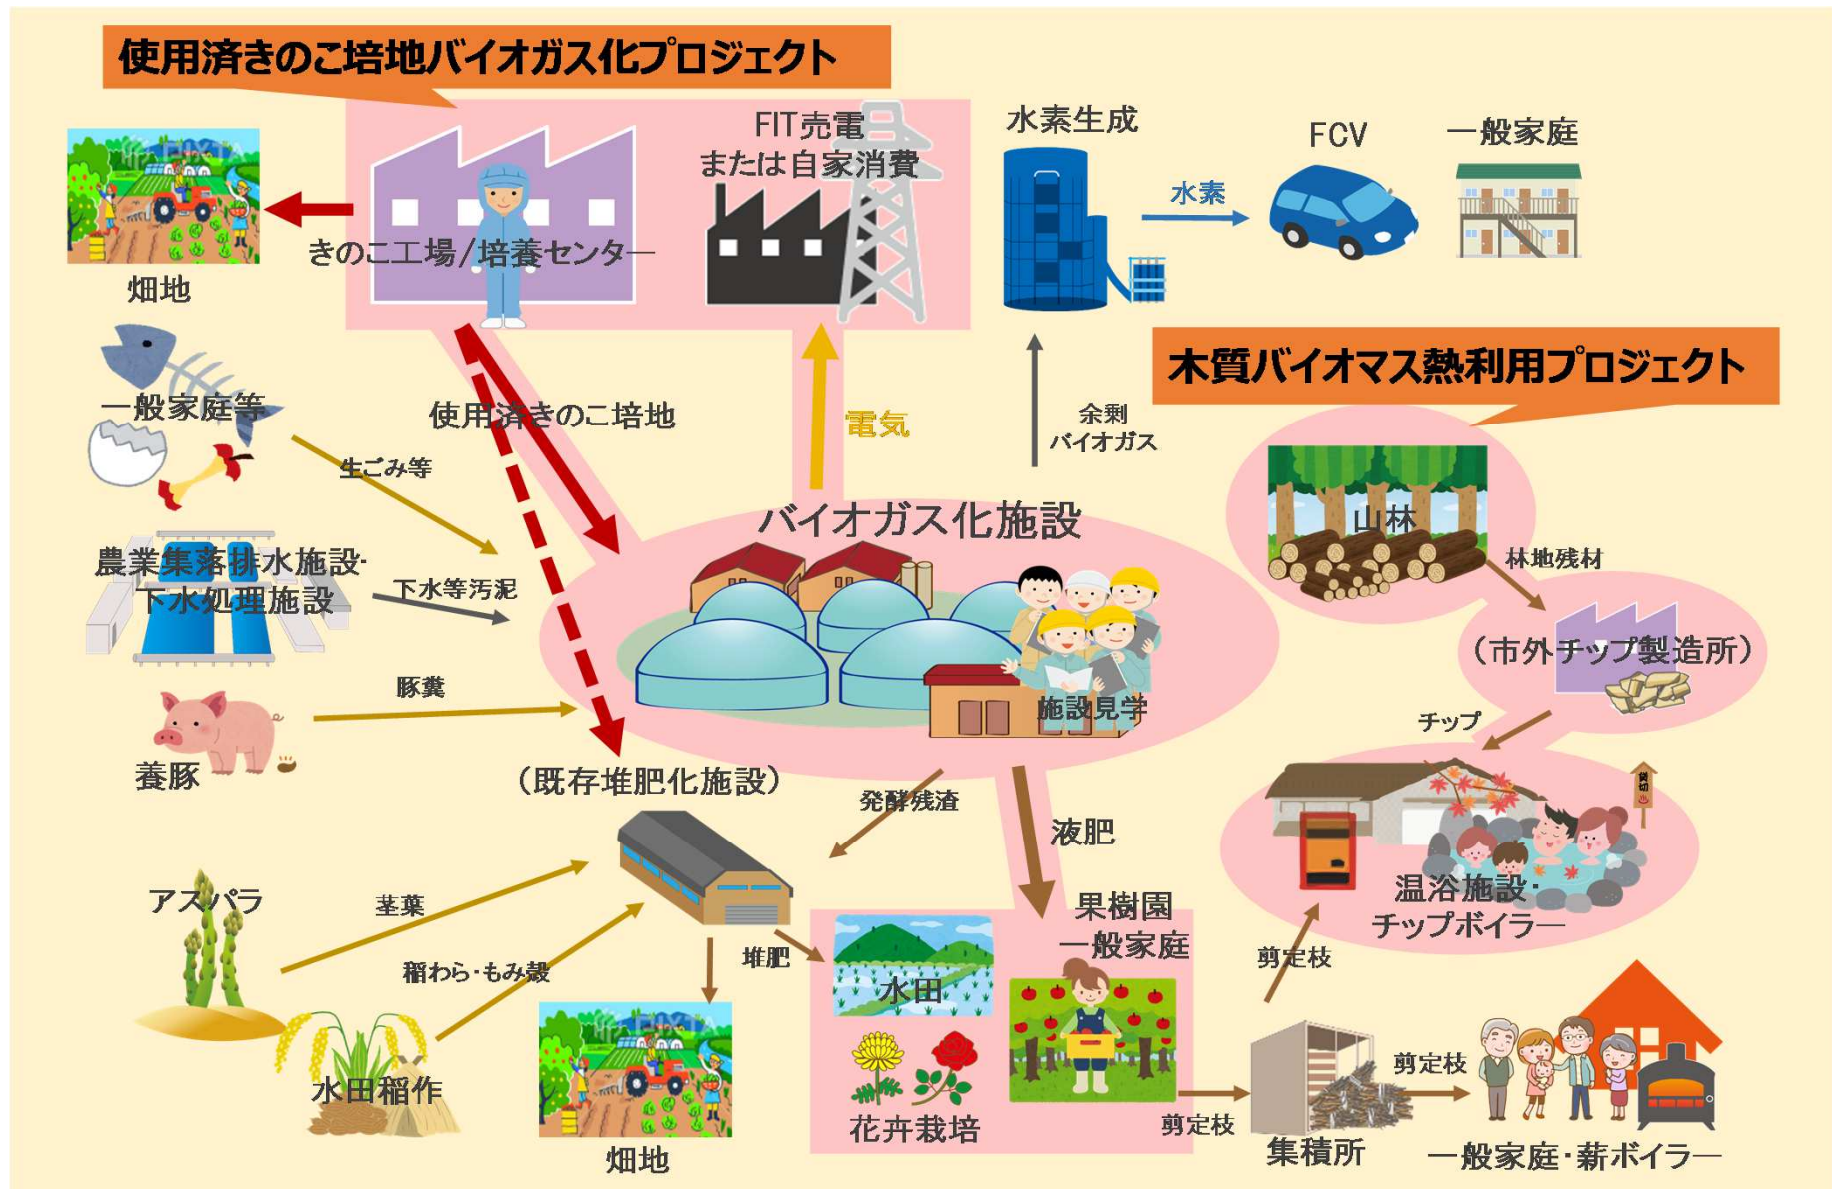 使用済きのこ培地バイオガス化プロジェクト
FIT売電
または自家消費
水素生成
FCV
一般家庭
水素
きのこ工場/培養センター
畑地
木質バイオマス熱利用プロジェクト
一般家庭等
使用済きのこ培地
電気
余剰
バイオガス
生ごみ等
バイオガス化施設
山林
林地残材
農業集落排水施設・
下水処理施設
下水等汚泥
(市外チップ製造所)
豚糞
施設見学
チップ
養豚
(既存堆肥化施設)
発酵残渣
液肥
温浴施設・
チップボイラー
アスパラ
茎葉
果樹園
一般家庭
稲わら・もみ殻
堆肥
剪定枝
水田
水田稲作
剪定枝
花卉栽培
剪定枝
畑地
集積所
一般家庭・薪ボイラー